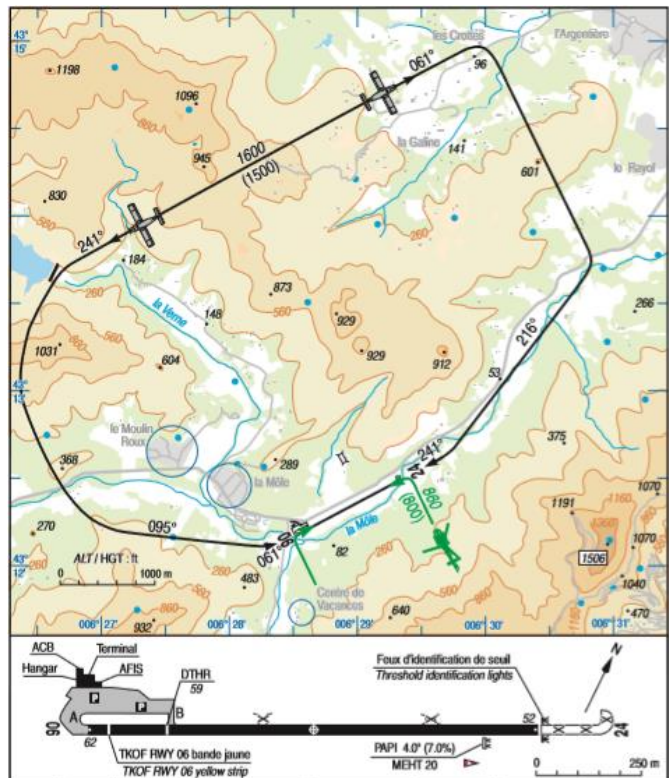 43°
15'
les Crottes
l'Argentière
1198
061°
96
1096
1600
(1500)
la Galine
945
141
601
le Rayol
830
560
241°
184
260
873
la Verne
148
929
216°
266
1031
604
929
912
53
43°
13'
le Moulin
Roux
375
368
289
241°
24
la Môle
860
(800)
1191
1160
1070
270
095°
061°
la Môle
1506
1070
43°
12'
ALT / HGT : ft
0 1000 m
82
483
Centre de
Vacances
1040
932
640
470
006°27' 006°28' 006°29' 006°30' 006°31'
ACB
Terminal
Hangar
AFIS
DTHR
59
Feux d'identification de seuil
Threshold identification lights
P P
A B
06
62
52
24
TKOF RWY 06 bande jaune
TKOF RWY 06 yellow strip
PAPI 4.0° (7.0%)
MEHT 20
0 250 m
N